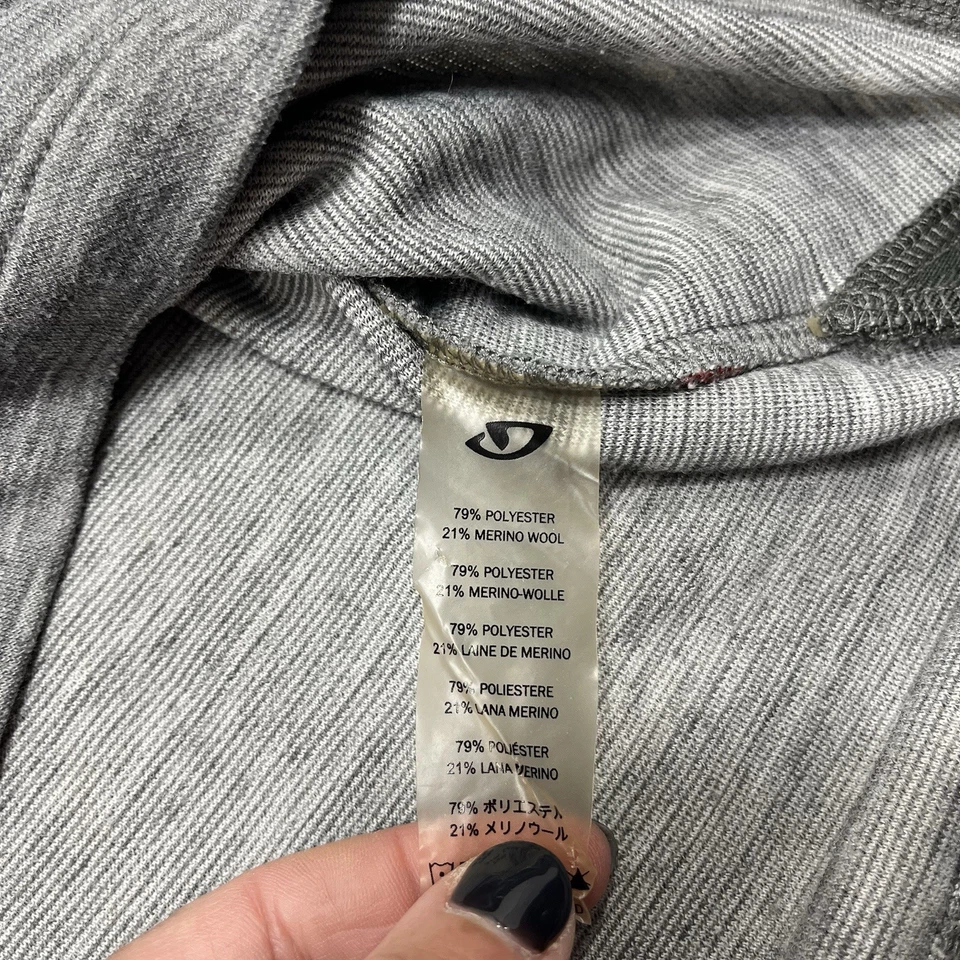 79% POLYESTER
21% MERINO WOOL
79% POLYESTER
21% MERINO-WOLLE
79% POLYESTER
21% LAINE DE MERINO
79% POLIESTERE
21% LANA MERINO
79% POLIÉSTER
21% LANA MERINO
79% ポリエステル
21% メリノウール